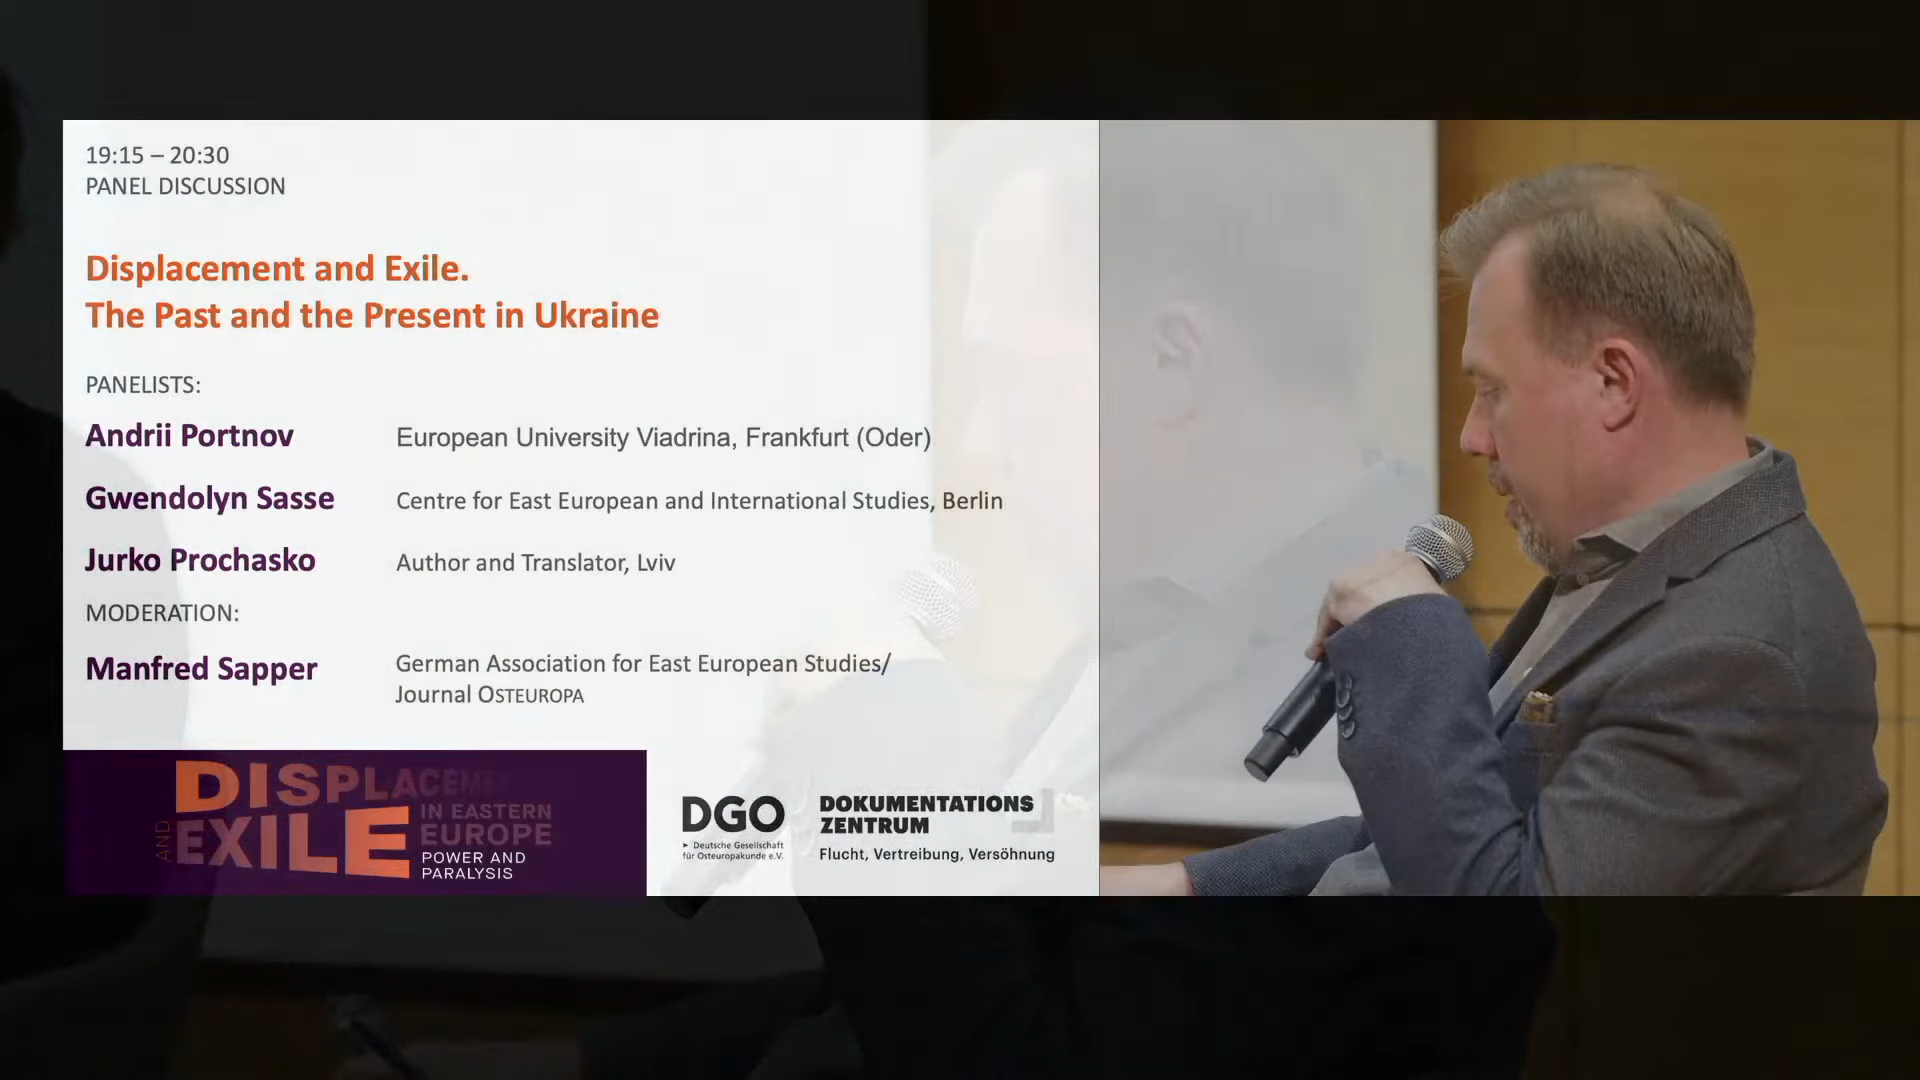 19:15 – 20:30
PANEL DISCUSSION
Displacement and Exile.
The Past and the Present in Ukraine
PANELISTS:
Andrii Portnov European University Viadrina, Frankfurt (Oder)
Gwendolyn Sasse Centre for East European and International Studies, Berlin
Jurko Prochasko Author and Translator, Lviv
MODERATION:
Manfred Sapper German Association for East European Studies/
Journal OSTEUROPA
DISPLACEMENT
AND EXILE
IN EASTERN
EUROPE
POWER AND
PARALYSIS
DGO
▸ Deutsche Gesellschaft
für Osteuropakunde e.V.
DOKUMENTATIONS
ZENTRUM
Flucht, Vertreibung, Versöhnung